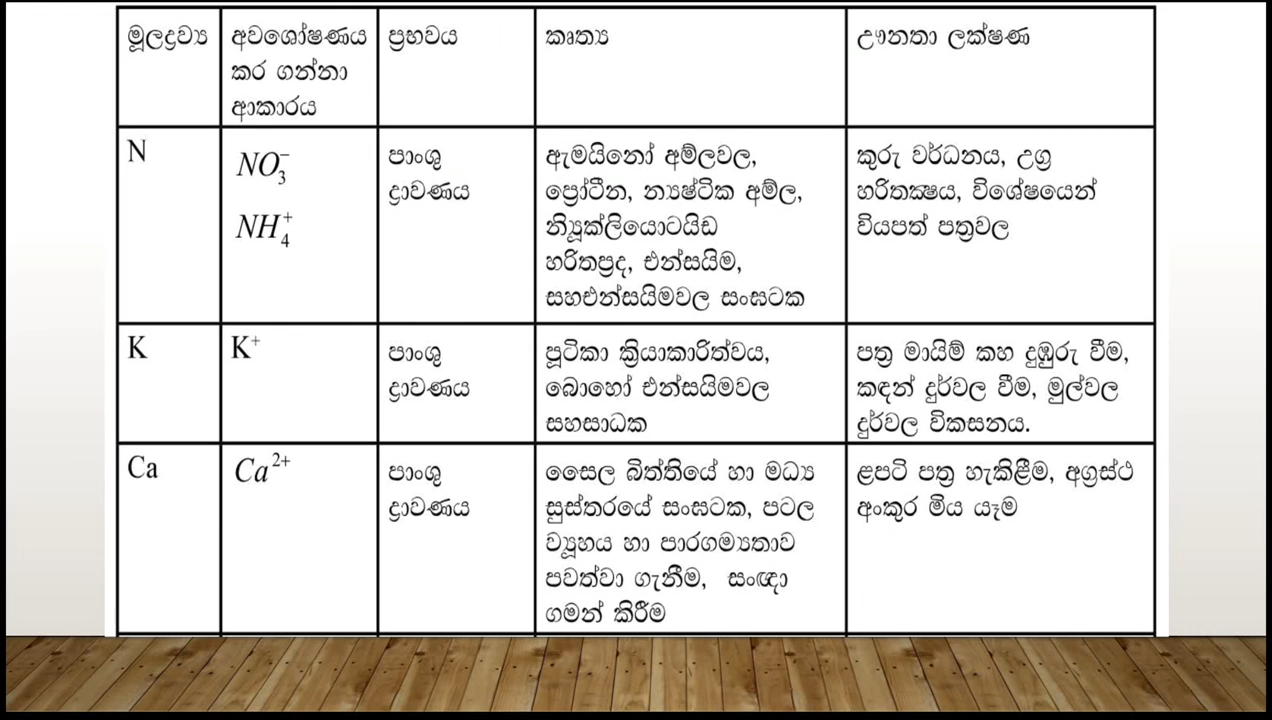 මූලද්‍රව්‍ය
අවශෝෂණය
කර ගන්නා
ආකාරය
ප්‍රභවය
කෘත්‍ය
ඌනතා ලක්ෂණ
N
NO₃⁻
NH₄⁺
පාංශු
ද්‍රාවණය
ඇමයිනෝ අම්ලවල,
ප්‍රෝටීන, න්‍යෂ්ටික අම්ල,
නියුක්ලියොටයිඩ
හරිතප්‍රද, එන්සයිම,
සහඑන්සයිමවල සංඝටක
කුරු වර්ධනය, උග්‍ර
හරිතක්ෂය, විශේෂයෙන්
වියපත් පත්‍රවල
K
K⁺
පාංශු
ද්‍රාවණය
පූටිකා ක්‍රියාකාරිත්වය,
බොහෝ එන්සයිමවල
සහසාධක
පත්‍ර මායිම් කහ දුඹුරු වීම,
කඳන් දුර්වල වීම, මුල්වල
දුර්වල විකසනය.
Ca
Ca²⁺
පාංශු
ද්‍රාවණය
සෛල බිත්තියේ හා මධ්‍ය
සුස්තරයේ සංඝටක, පටල
ව්‍යූහය හා පාරගම්‍යතාව
පවත්වා ගැනීම, සංඥා
ගමන් කිරීම
ළපටි පත්‍ර හැකිළීම, අග්‍රස්ථ
අංකුර මිය යෑම